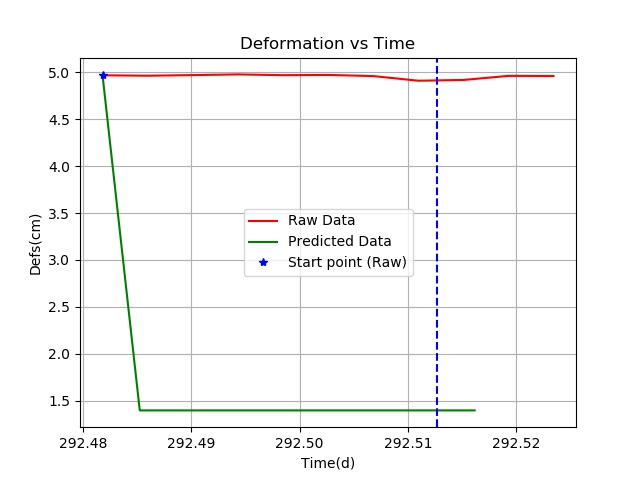 Deformation vs Time
Defs(cm)
5.0
4.5
4.0
3.5
3.0
2.5
2.0
1.5
Raw Data
Predicted Data
Start point (Raw)
292.48 292.49 292.50 292.51 292.52
Time(d)